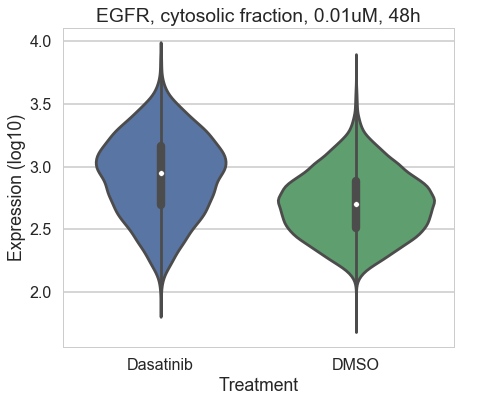 EGFR, cytosolic fraction, 0.01uM, 48h
Expression (log10)
4.0
3.5
3.0
2.5
2.0
Dasatinib
DMSO
Treatment